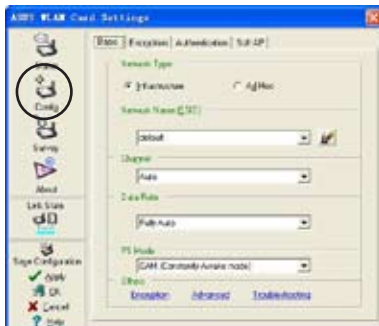 ASUS WLAN Card Settings
Basic Encryption Authentication Soft AP
Status
Config
Survey
About
Link State
Save Configuration
Apply
OK
Cancel
Help
Network Type
Infrastructure Ad Hoc
Network Name (SSID)
default
Channel
Auto
Data Rate
Fully Auto
PS Mode
CAM (Constantly Awake mode)
Others
Encryption Advanced Troubleshooting